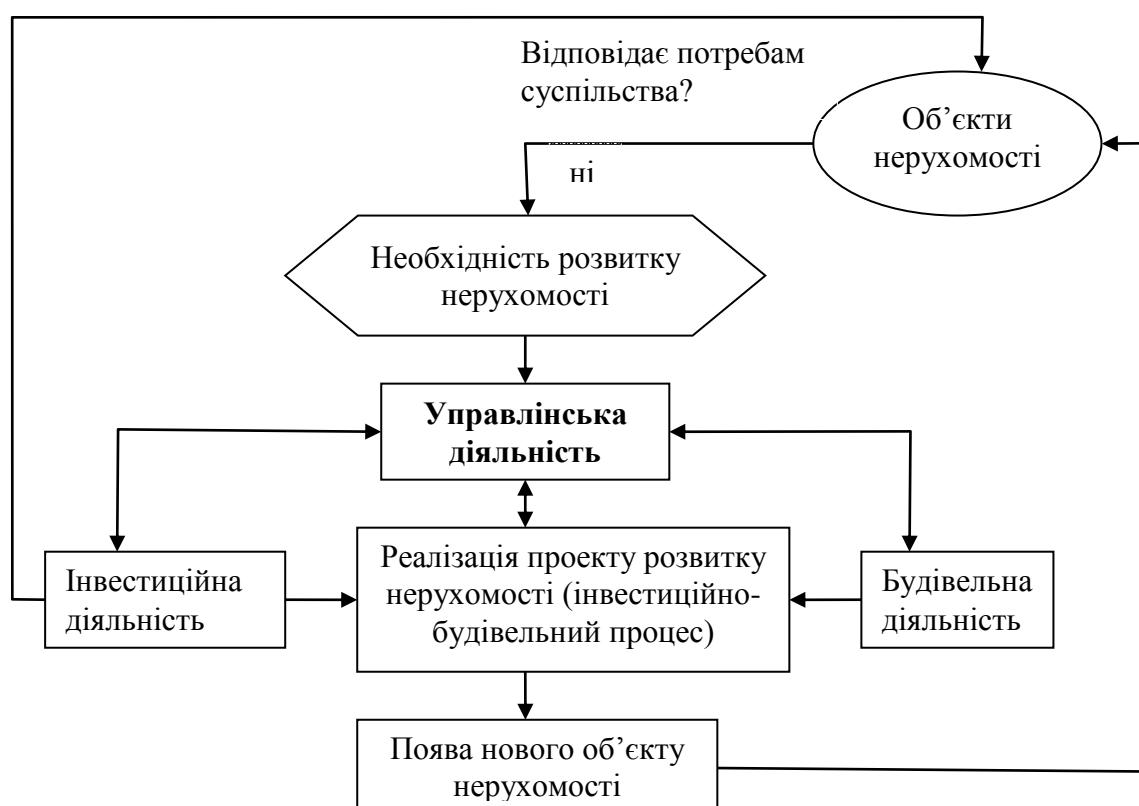 Відповідає потребам
суспільства?
Об’єкти
нерухомості
ні
Необхідність розвитку
нерухомості
Управлінська
діяльність
Інвестиційна
діяльність
Реалізація проекту розвитку
нерухомості (інвестиційно-
будівельний процес)
Будівельна
діяльність
Поява нового об’єкту
нерухомості